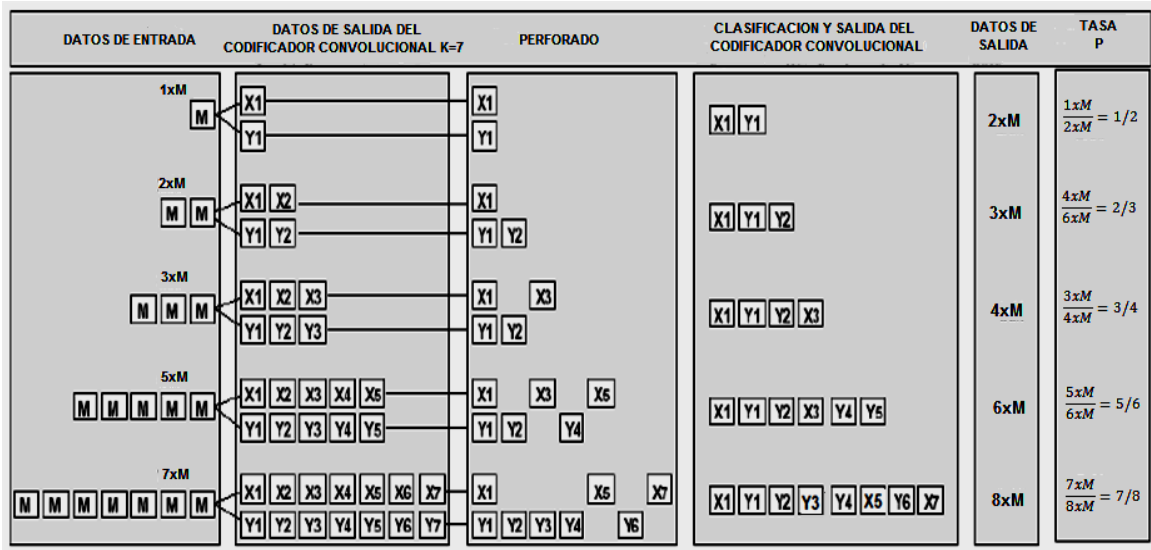 DATOS DE ENTRADA
DATOS DE SALIDA DEL
CODIFICADOR CONVOLUCIONAL K=7
PERFORADO
CLASIFICACION Y SALIDA DEL
CODIFICADOR CONVOLUCIONAL
DATOS DE
SALIDA
TASA
P
1xM
M
X1
Y1
X1
Y1
X1 Y1
2xM
1xM/2xM = 1/2
2xM
M M
X1 X2
Y1 Y2
X1
Y1 Y2
X1 Y1 Y2
3xM
4xM/6xM = 2/3
3xM
M M M
X1 X2 X3
Y1 Y2 Y3
X1 X3
Y1 Y2
X1 Y1 Y2 X3
4xM
3xM/4xM = 3/4
5xM
M M M M M
X1 X2 X3 X4 X5
Y1 Y2 Y3 Y4 Y5
X1 X3 X5
Y1 Y2 Y4
X1 Y1 Y2 X3 Y4 Y5
6xM
5xM/6xM = 5/6
7xM
M M M M M M M
X1 X2 X3 X4 X5 X6 X7
Y1 Y2 Y3 Y4 Y5 Y6 Y7
X1 X5 X7
Y1 Y2 Y3 Y4 Y6
X1 Y1 Y2 Y3 Y4 X5 Y6 X7
8xM
7xM/8xM = 7/8